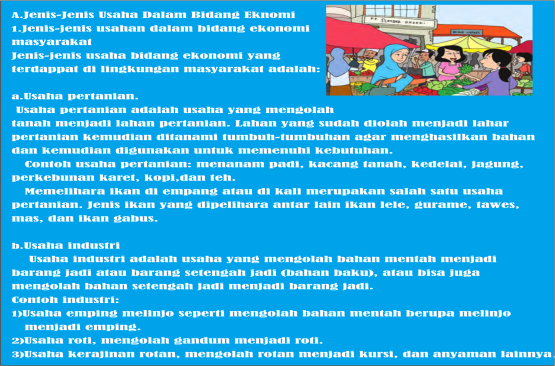 A.Jenis-Jenis Usaha Dalam Bidang Eknomi
1.Jenis-jenis usahan dalam bidang ekonomi
masyarakat
Jenis-jenis usaha bidang ekonomi yang
terdappat di lingkungan masyarakat adalah:
a.Usaha pertanian.
Usaha pertanian adalah usaha yang mengolah
tanah menjadi lahan pertanian. Lahan yang sudah diolah menjadi lahar
pertanian kemudian ditanami tumbuh-tumbuhan agar menghasilkan bahan
dan kemudian digunakan untuk memenuhi kebutuhan.
Contoh usaha pertanian: menanam padi, kacang tanah, kedelai, jagung,
perkebunan karet, kopi,dan teh.
Memelihara ikan di empang atau di kali merupakan salah satu usaha
pertanian. Jenis ikan yang dipelihara antar lain ikan lele, gurame, tawes,
mas, dan ikan gabus.
b.Usaha industri
Usaha industri adalah usaha yang mengolah bahan mentah menjadi
barang jadi atau barang setengah jadi (bahan baku), atau bisa juga
mengolah bahan setengah jadi menjadi barang jadi.
Contoh industri:
1)Usaha emping melinjo seperti mengolah bahan mentah berupa melinjo
menjadi emping.
2)Usaha roti, mengolah gandum menjadi roti.
3)Usaha kerajinan rotan, mengolah rotan menjadi kursi, dan anyaman lainnya.